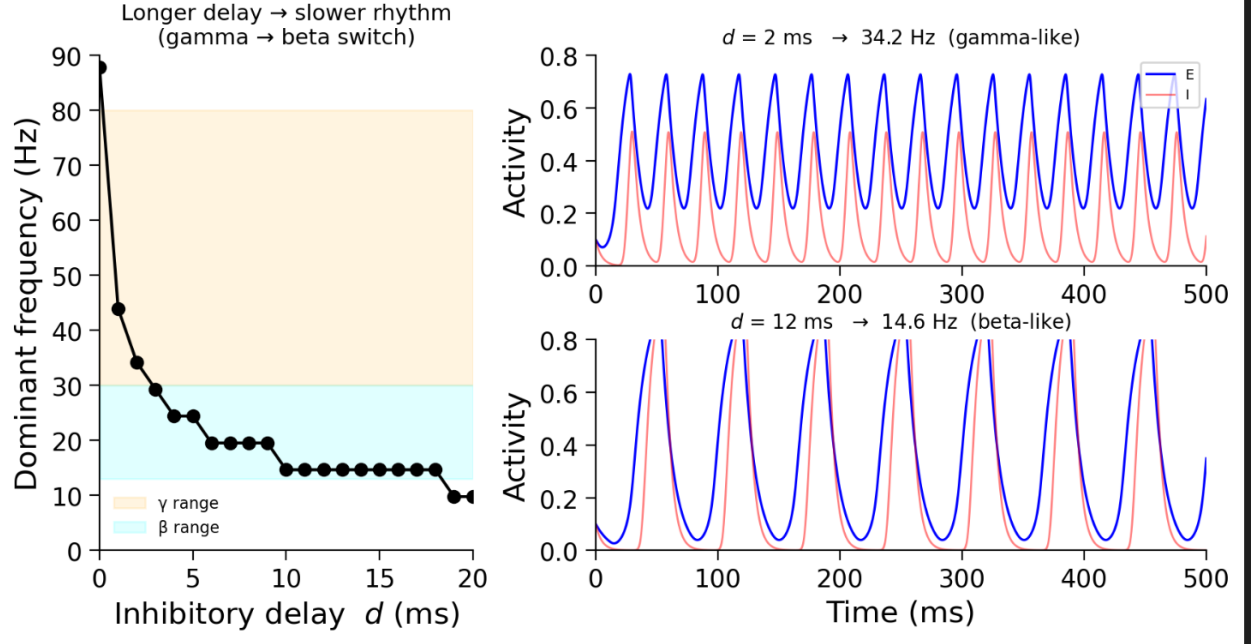 Longer delay → slower rhythm
(gamma → beta switch)
Dominant frequency (Hz)
90
80
70
60
50
40
30
20
10
0
γ range
β range
0 5 10 15 20
Inhibitory delay d (ms)
d = 2 ms → 34.2 Hz (gamma-like)
Activity
0.8
0.6
0.4
0.2
0.0
E
I
0 100 200 300 400 500
d = 12 ms → 14.6 Hz (beta-like)
Activity
0.8
0.6
0.4
0.2
0.0
0 100 200 300 400 500
Time (ms)